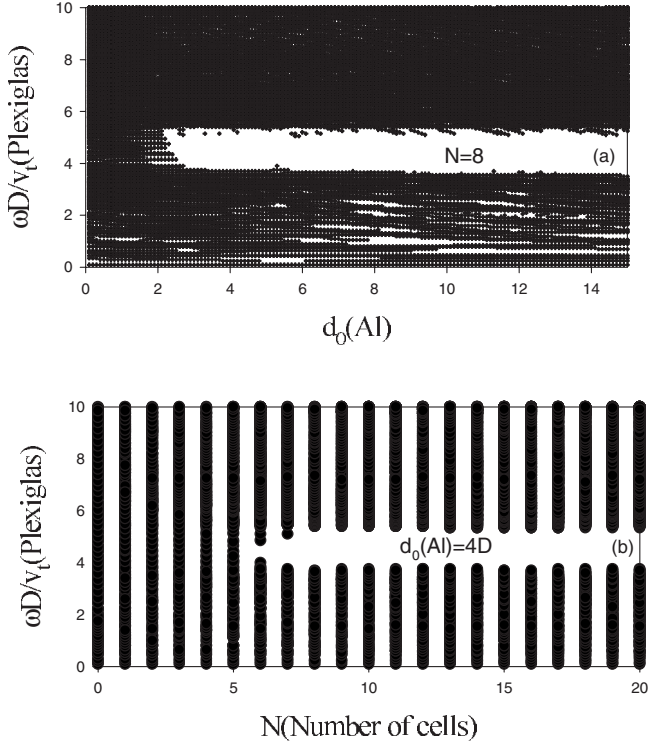 10
8
6
4
2
0
ωD/vt(Plexiglas)
N=8
(a)
0 2 4 6 8 10 12 14
d0(Al)
10
8
6
4
2
0
ωD/vt(Plexiglas)
d0(Al)=4D
(b)
0 5 10 15 20
N(Number of cells)